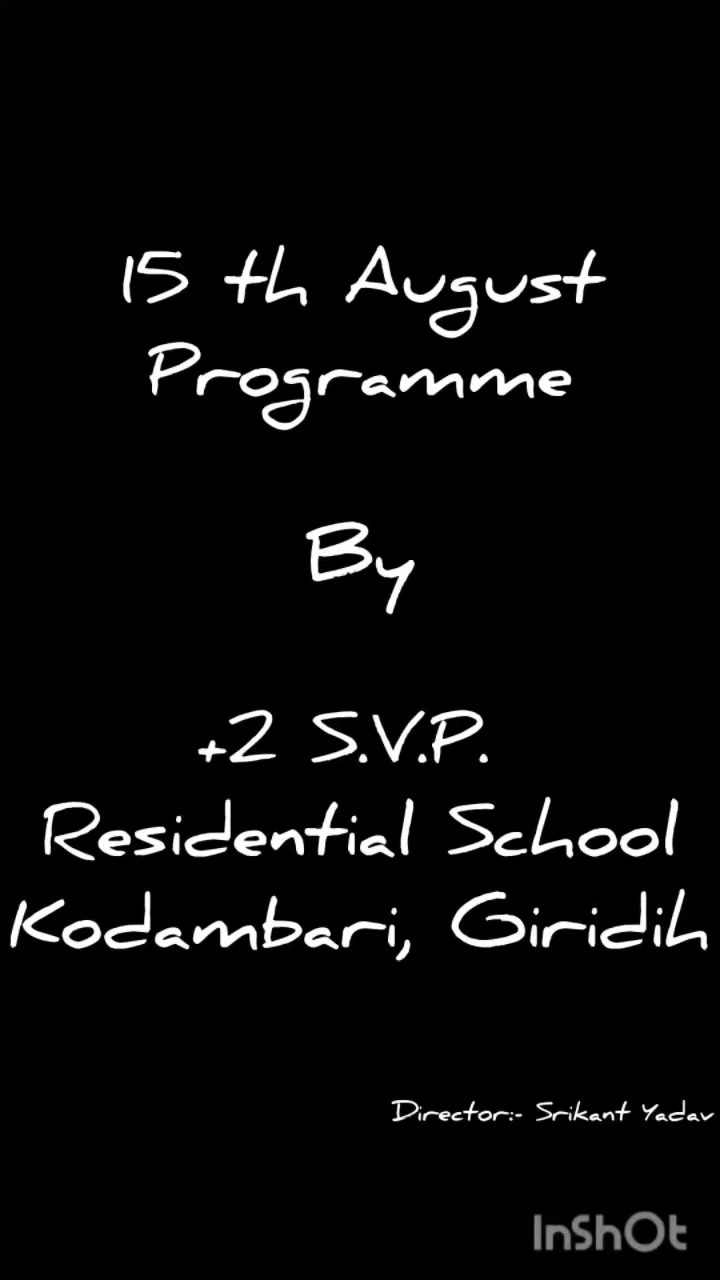 15 th August
Programme
By
+2 S.V.P.
Residential School
Kodambari, Giridih
Director:- Srikant Yadav
InShOt